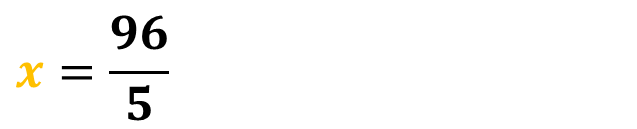 x = 96/5